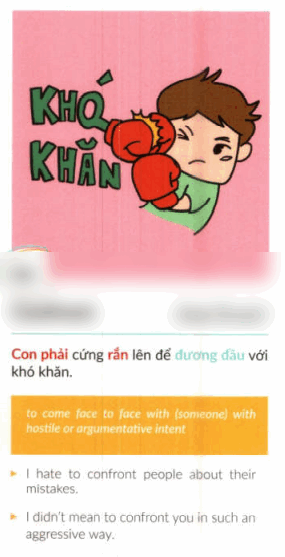 KHÓ
KHĂN
Con phải cứng rắn lên để đương đầu với
khó khăn.
to come face to face with (someone) with
hostile or argumentative intent
I hate to confront people about their
mistakes.
I didn't mean to confront you in such an
aggressive way.